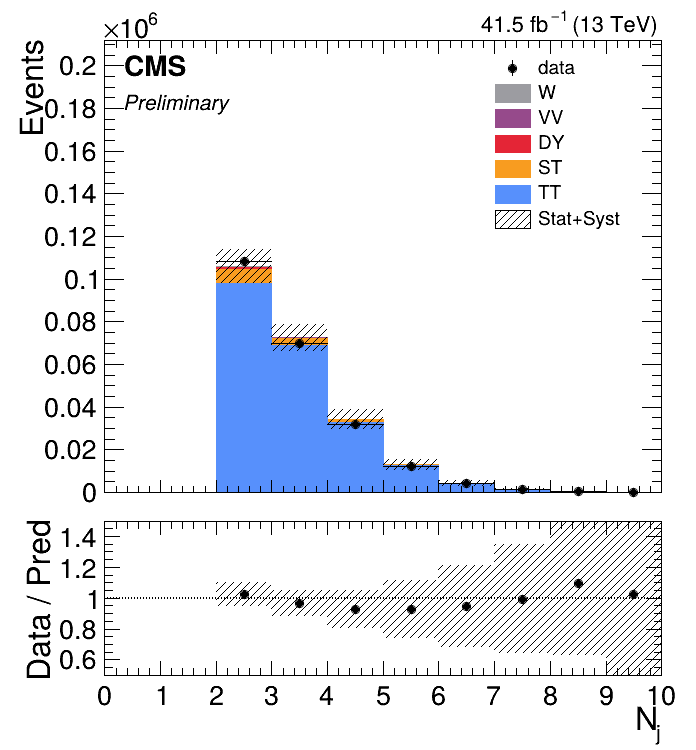 ×10⁶
41.5 fb⁻¹ (13 TeV)
Events
CMS
Preliminary
data
W
VV
DY
ST
TT
Stat+Syst
0.2
0.18
0.16
0.14
0.12
0.1
0.08
0.06
0.04
0.02
0
Data / Pred
1.4
1.2
1
0.8
0.6
0 1 2 3 4 5 6 7 8 9 10
Nⱼ